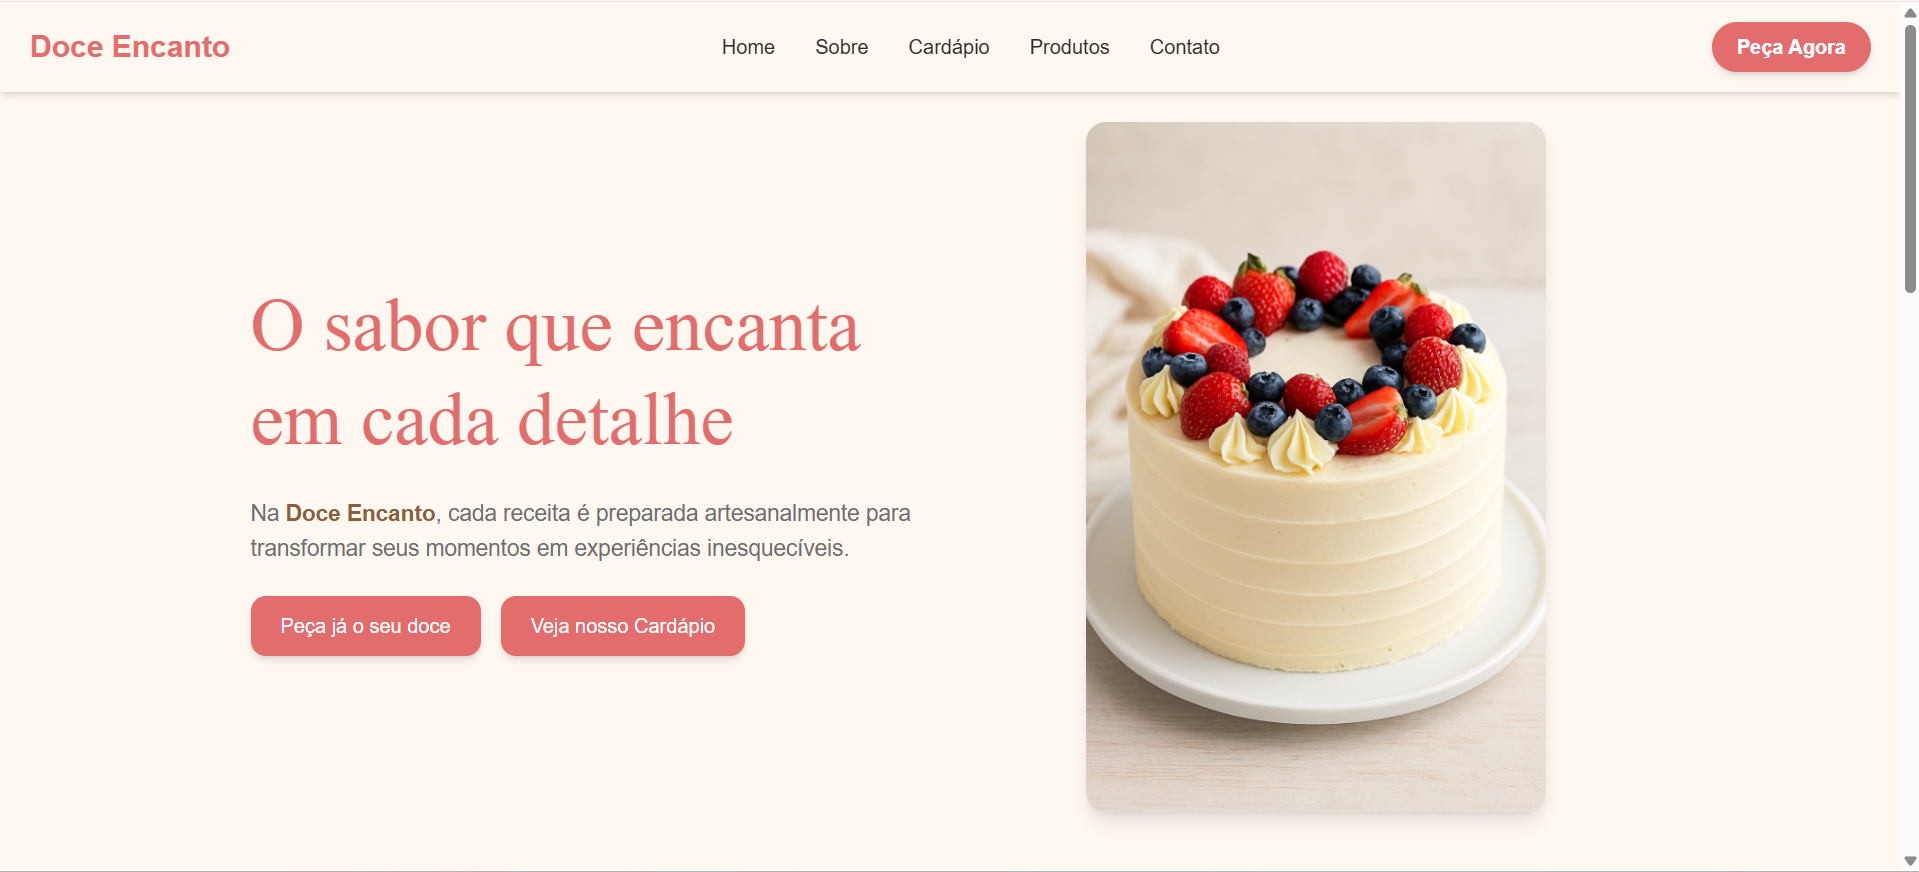 Doce Encanto
Home
Sobre
Cardápio
Produtos
Contato
Peça Agora
O sabor que encanta
em cada detalhe
Na Doce Encanto, cada receita é preparada artesanalmente para
transformar seus momentos em experiências inesquecíveis.
Peça já o seu doce
Veja nosso Cardápio